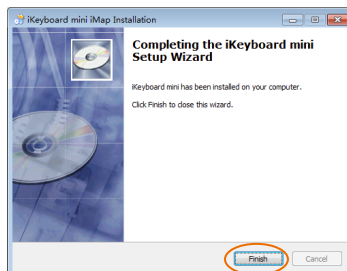 iKeyboard mini iMap Installation
Completing the iKeyboard mini
Setup Wizard
iKeyboard mini has been installed on your computer.
Click Finish to close this wizard.
Finish
Cancel